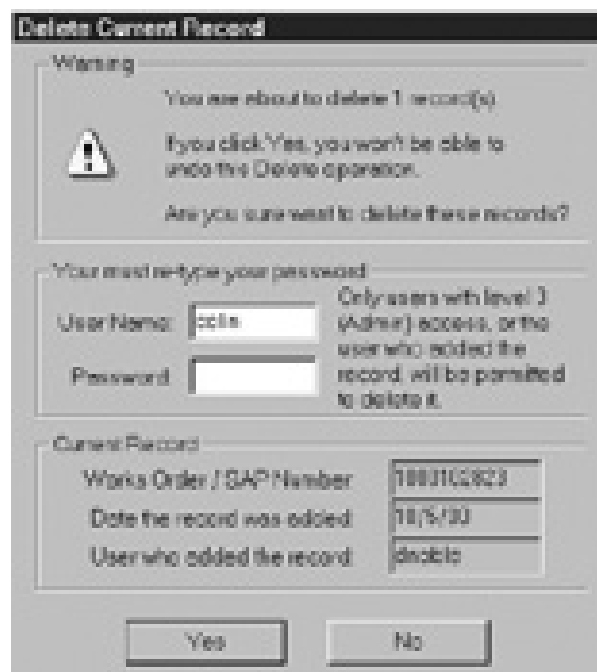 Delete Current Record
Warning
You are about to delete 1 record(s)
If you click Yes, you won't be able to
undo this Delete operation.
Are you sure want to delete these records?
Your must re-type your password
User Name:
Only users with level 3
(Admin) access, or the
user who added the
record, will be permitted
to delete it.
Password:
Current Record
Works Order / SAP Number
Date the record was added
User who added the record
Yes
No